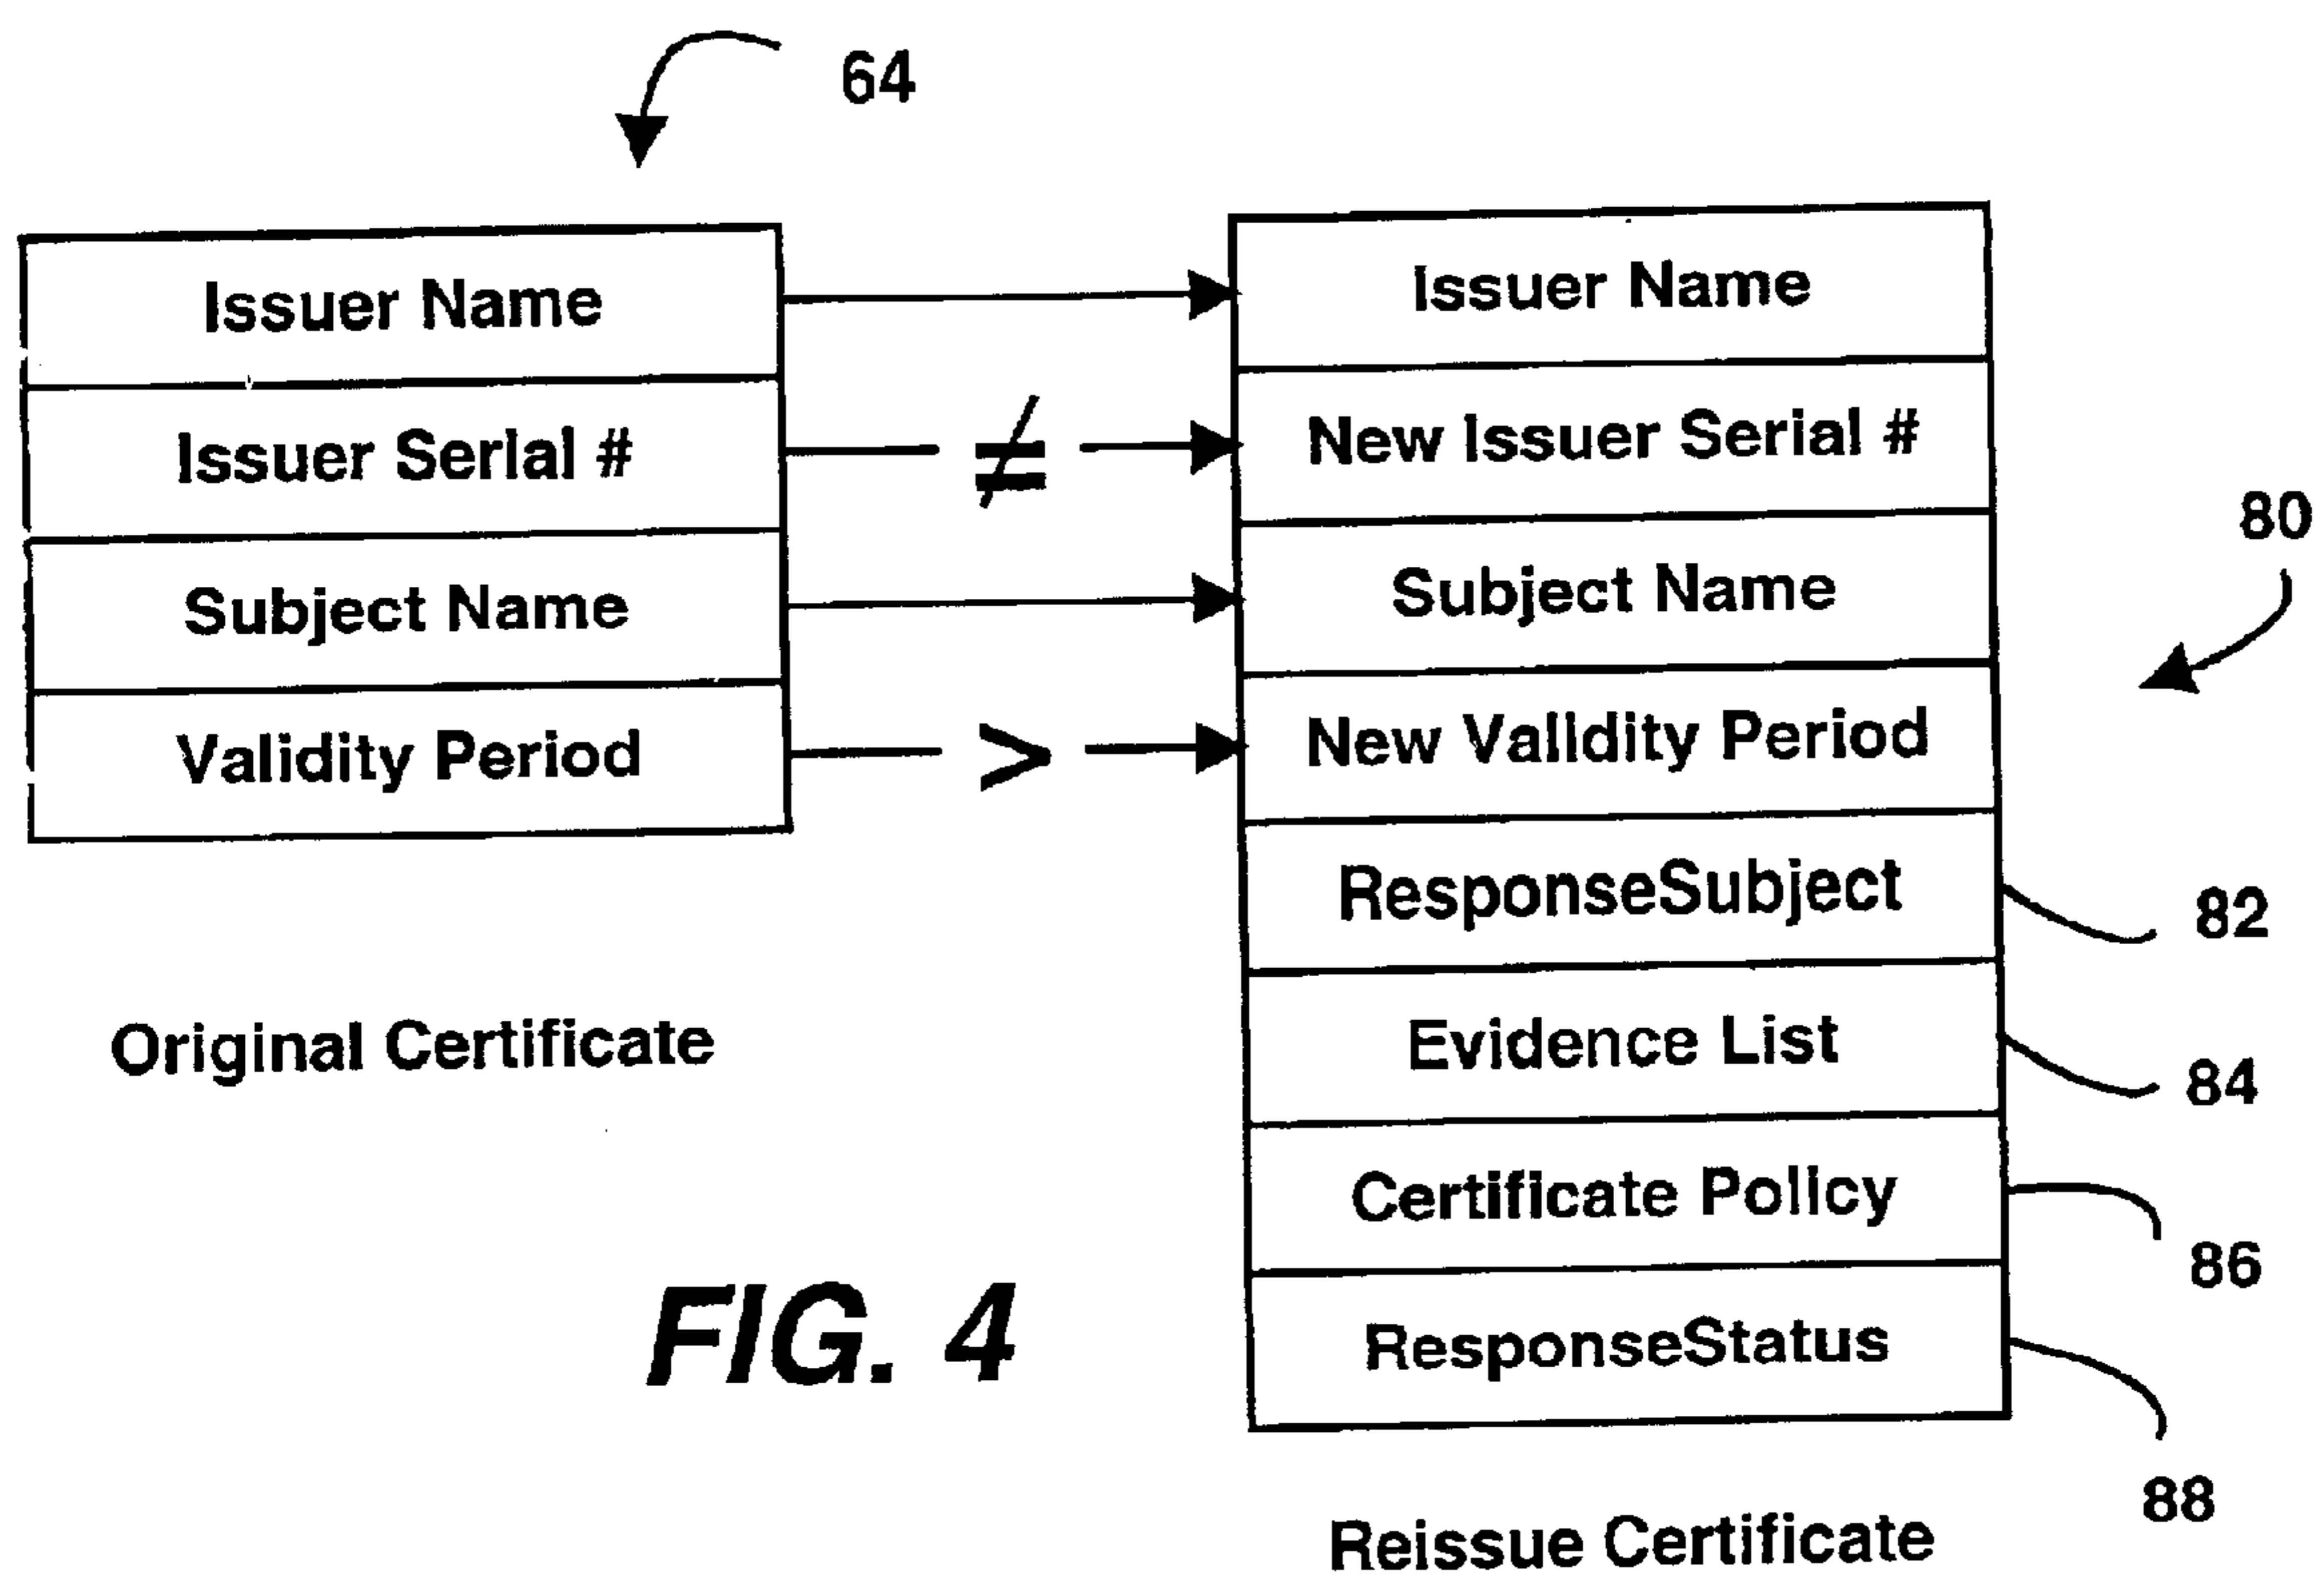 64
Issuer Name
Issuer Serial #
Subject Name
Validity Period
Original Certificate
≠
>
Issuer Name
New Issuer Serial #
Subject Name
New Validity Period
ResponseSubject
Evidence List
Certificate Policy
ResponseStatus
80
82
84
86
88
Reissue Certificate
FIG. 4